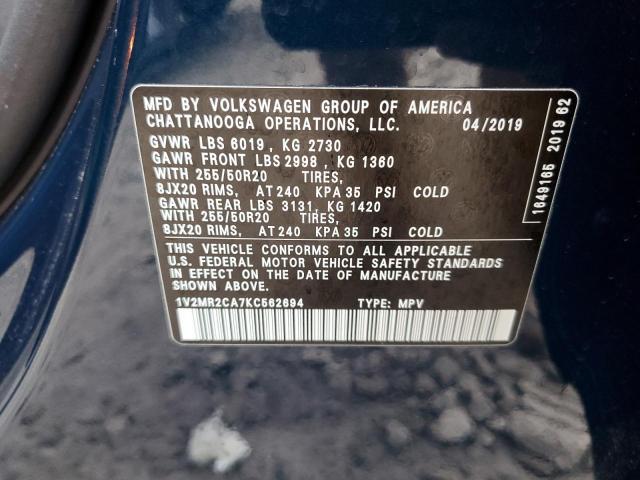 MFD BY VOLKSWAGEN GROUP OF AMERICA
CHATTANOOGA OPERATIONS, LLC. 04/2019
GVWR LBS 6019 , KG 2730
GAWR FRONT LBS 2998 , KG 1360
WITH 255/50R20 TIRES,
8JX20 RIMS, AT 240 KPA 35 PSI COLD
GAWR REAR LBS 3131, KG 1420
WITH 255/50R20 TIRES,
8JX20 RIMS, AT 240 KPA 35 PSI COLD
THIS VEHICLE CONFORMS TO ALL APPLICABLE
U.S. FEDERAL MOTOR VEHICLE SAFETY STANDARDS
IN EFFECT ON THE DATE OF MANUFACTURE
SHOWN ABOVE.
1V2MR2CA7KC562694 TYPE: MPV
1649165 2019 62